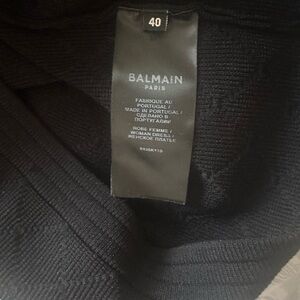 40
BALMAIN
PARIS
FABRIQUÉ AU
PORTUGAL /
MADE IN PORTUGAL /
СДЕЛАНО В
ПОРТУГАЛИИ
ROBE FEMME /
WOMAN DRESS /
ЖЕНСКОЕ ПЛАТЬЕ